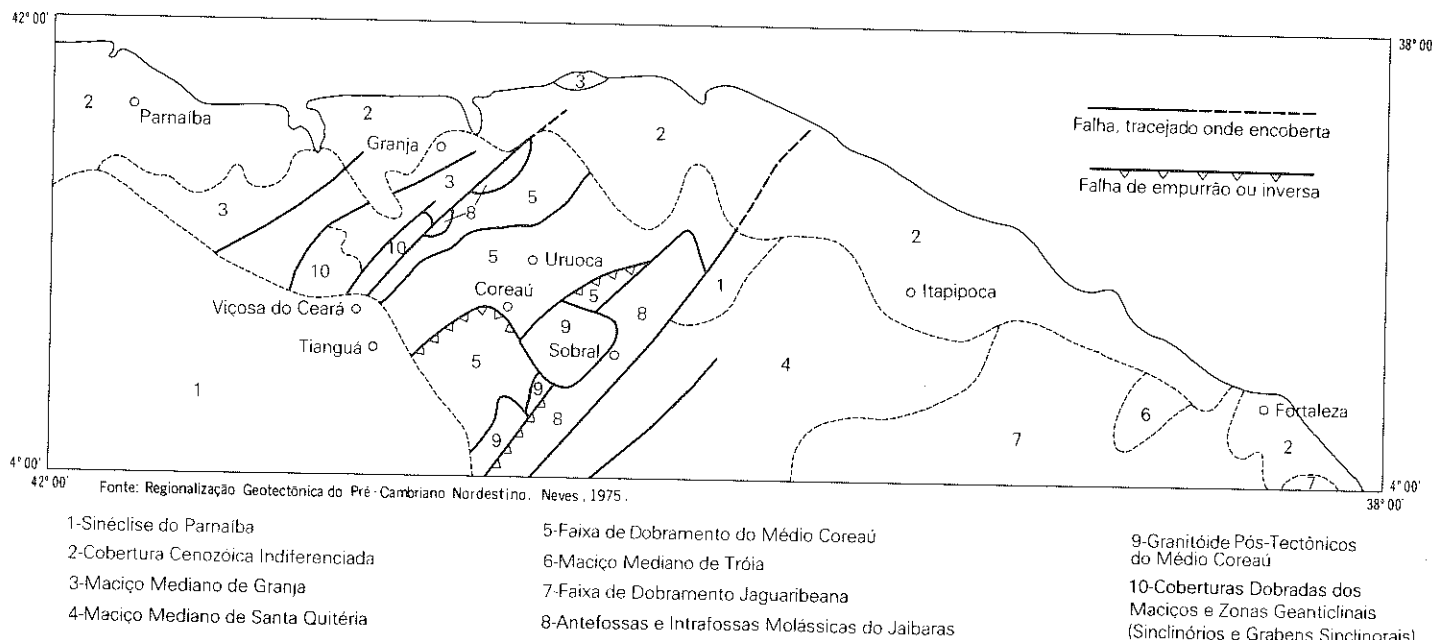 42° 00'
38° 00'
2
Parnaíba
2
3
Granja
2
Falha, tracejado onde encoberta
Falha de empurrão ou inversa
3
3
8
5
10
10
5
Uruoca
2
Viçosa do Ceará
Coreaú
5
8
1
Itapipoca
Tianguá
9
Sobral
5
4
1
9
8
6
Fortaleza
9
7
2
7
4° 00'
42° 00'
4° 00'
38° 00'
Fonte: Regionalização Geotectônica do Pré-Cambriano Nordestino. Neves, 1975.
1-Sinéclise do Parnaíba
2-Cobertura Cenozóica Indiferenciada
3-Maciço Mediano de Granja
4-Maciço Mediano de Santa Quitéria
5-Faixa de Dobramento do Médio Coreaú
6-Maciço Mediano de Tróia
7-Faixa de Dobramento Jaguaribeana
8-Antefossas e Intrafossas Molássicas do Jaibaras
9-Granitóide Pós-Tectônicos
do Médio Coreaú
10-Coberturas Dobradas dos
Maciços e Zonas Geanticlinais
(Sinclinórios e Grabens Sinclinorais)